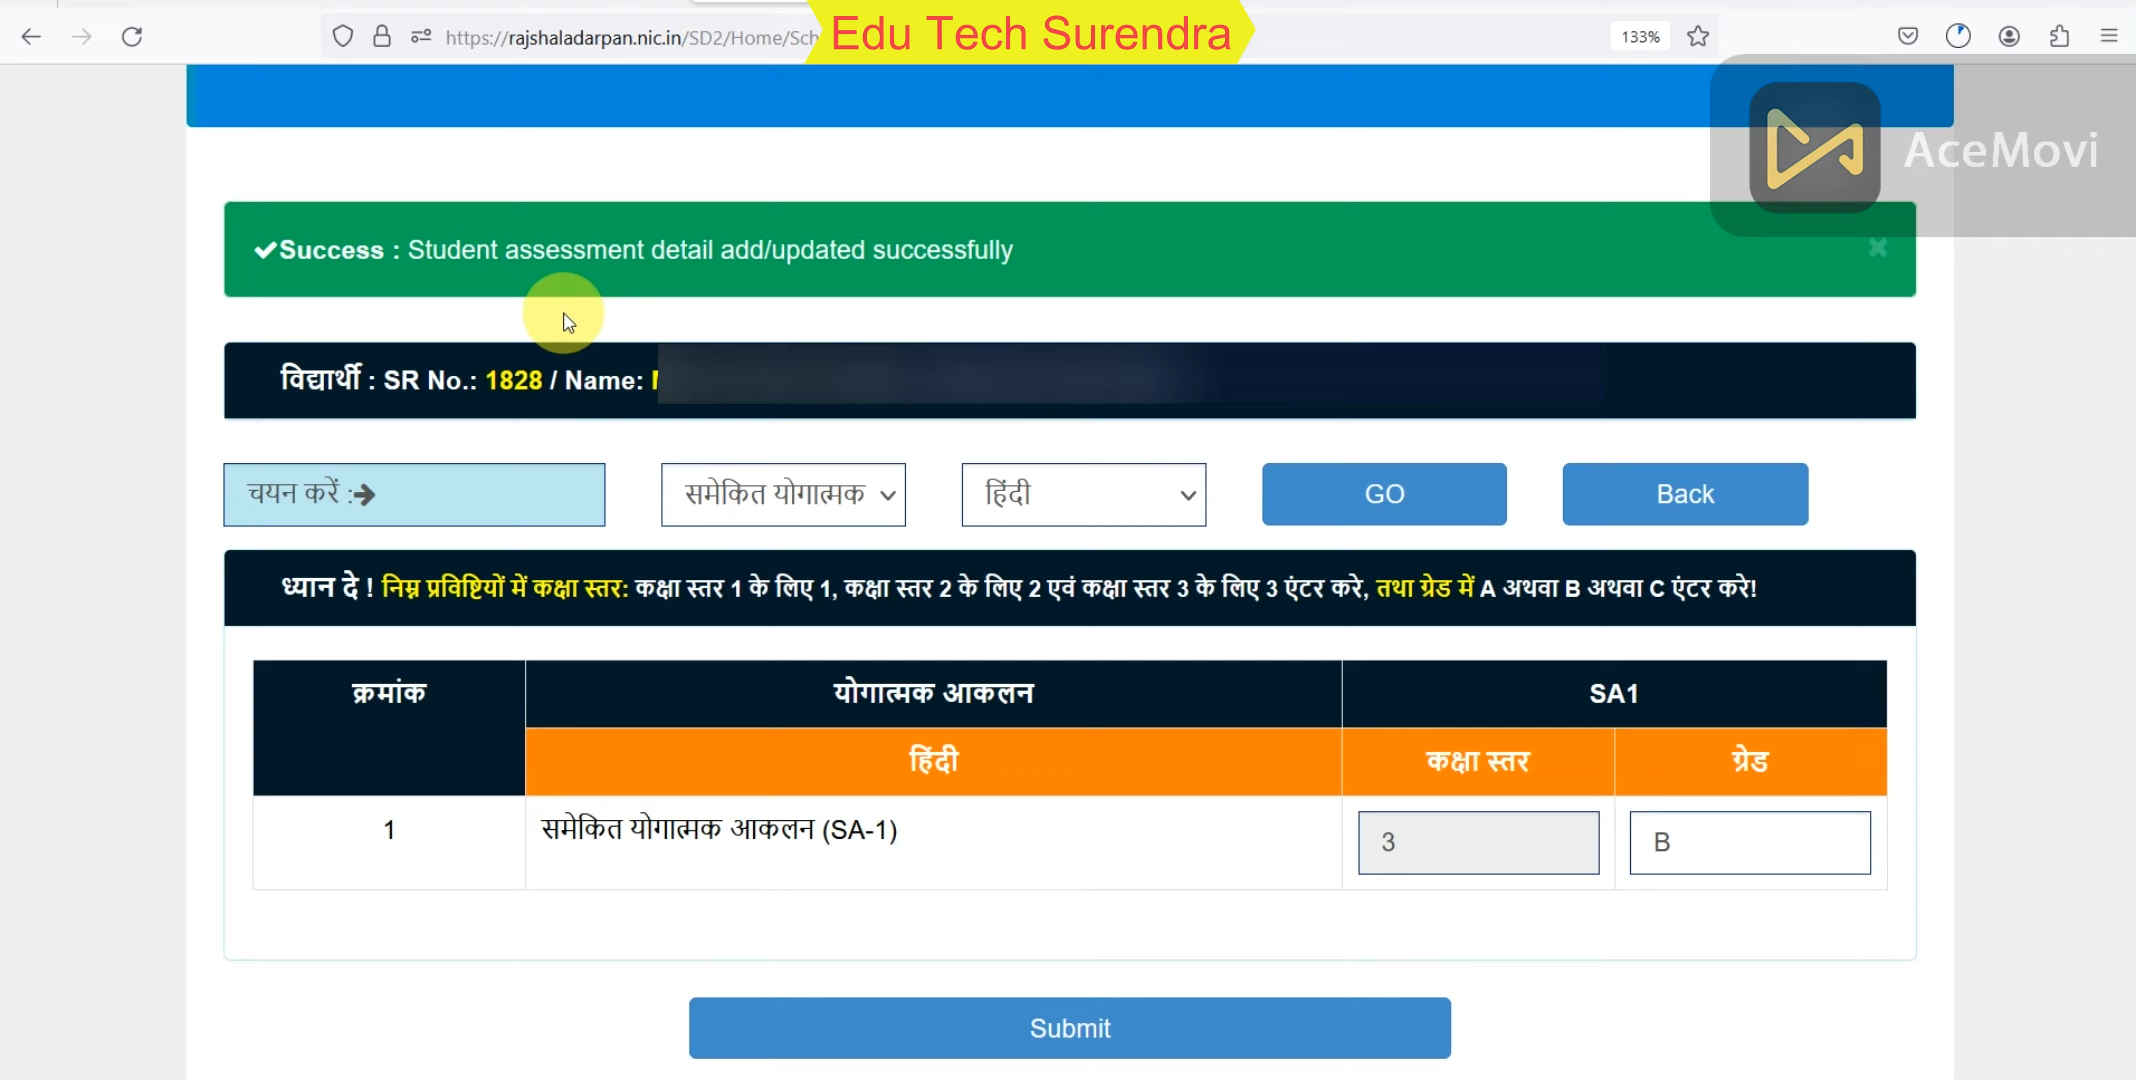 https://rajshaladarpan.nic.in/SD2/Home/Sch
Edu Tech Surendra
133%
AceMovi
Success : Student assessment detail add/updated successfully
विद्यार्थी : SR No.: 1828 / Name:
चयन करें :
समेकित योगात्मक
हिंदी
GO
Back
ध्यान दे ! निम्न प्रविष्टियों में कक्षा स्तर: कक्षा स्तर 1 के लिए 1, कक्षा स्तर 2 के लिए 2 एवं कक्षा स्तर 3 के लिए 3 एंटर करे, तथा ग्रेड में A अथवा B अथवा C एंटर करे!
क्रमांक
योगात्मक आकलन
SA1
हिंदी
कक्षा स्तर
ग्रेड
1
समेकित योगात्मक आकलन (SA-1)
3
B
Submit